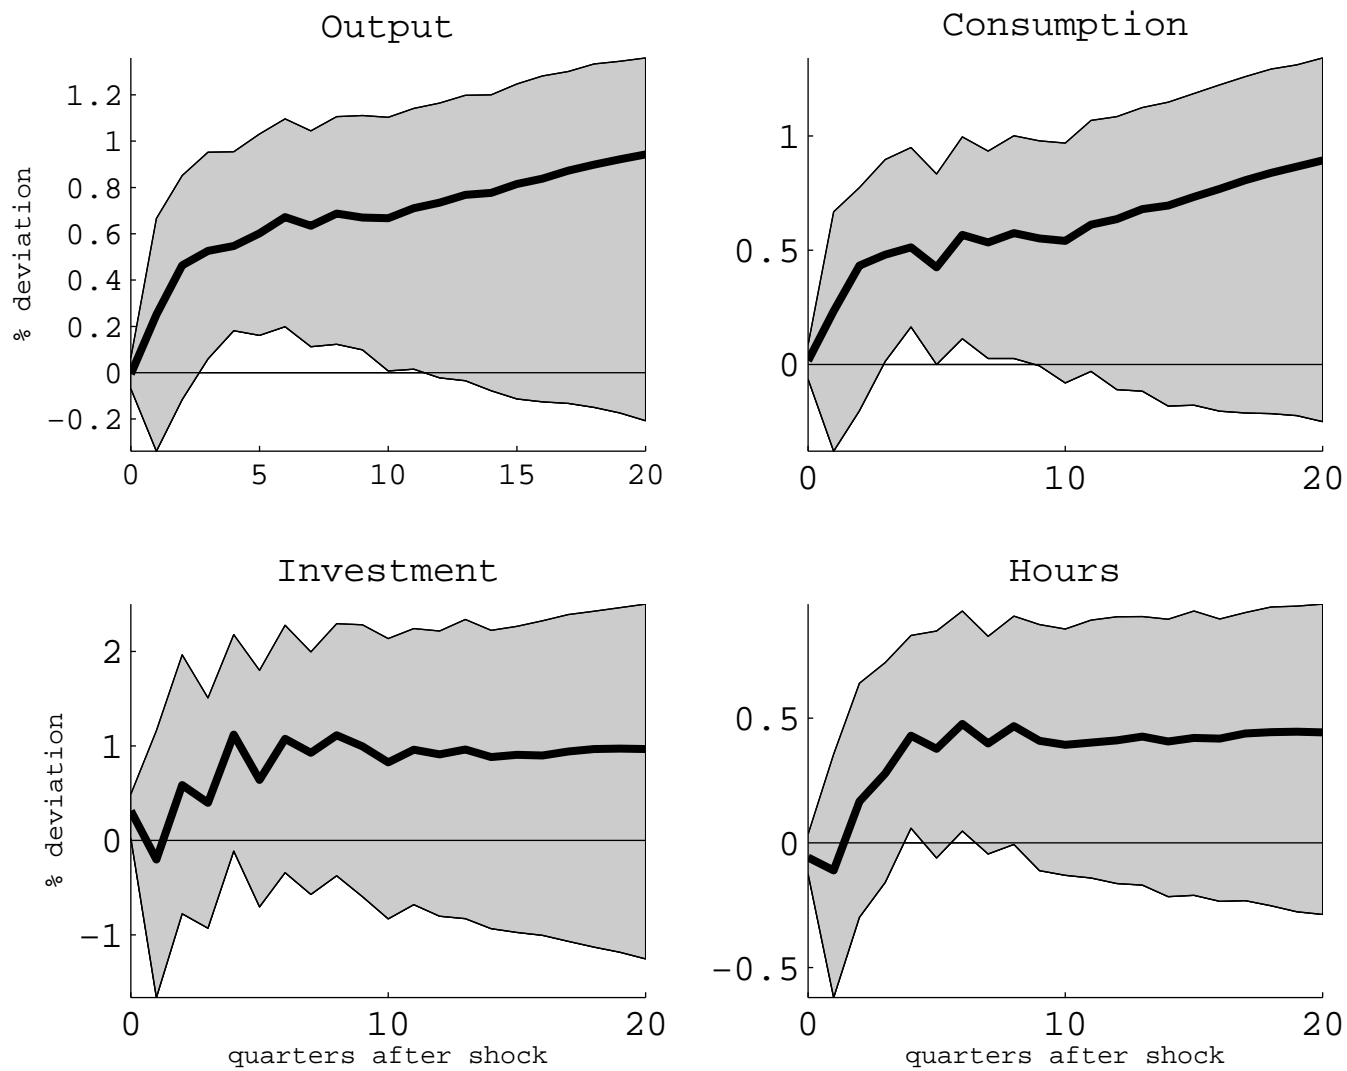 Output
% deviation
1.2
1
0.8
0.6
0.4
0.2
0
−0.2
0 5 10 15 20
Consumption
1
0.5
0
0 10 20
Investment
% deviation
2
1
0
−1
0 10 20
quarters after shock
Hours
0.5
0
−0.5
0 10 20
quarters after shock